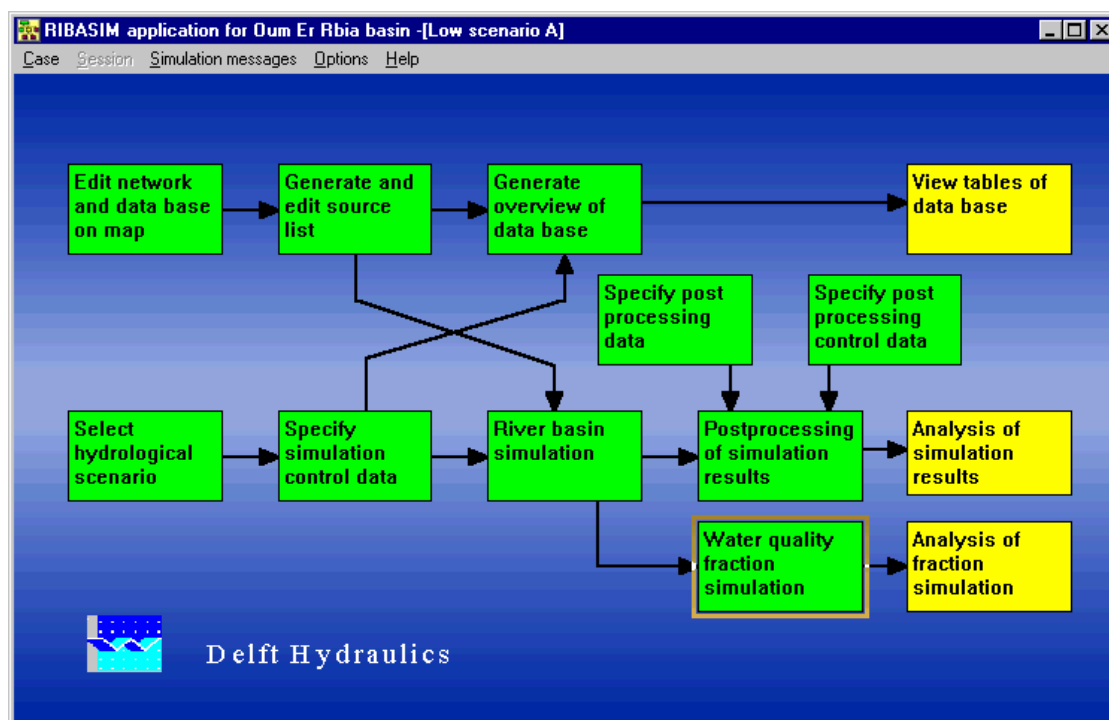 RIBASIM application for Oum Er Rbia basin -[Low scenario A]
Case Session Simulation messages Options Help
Edit network
and data base
on map
Generate and
edit source
list
Generate
overview of
data base
View tables of
data base
Specify post
processing
data
Specify post
processing
control data
Select
hydrological
scenario
Specify
simulation
control data
River basin
simulation
Postprocessing
of simulation
results
Analysis of
simulation
results
Water quality
fraction
simulation
Analysis of
fraction
simulation
Delft Hydraulics